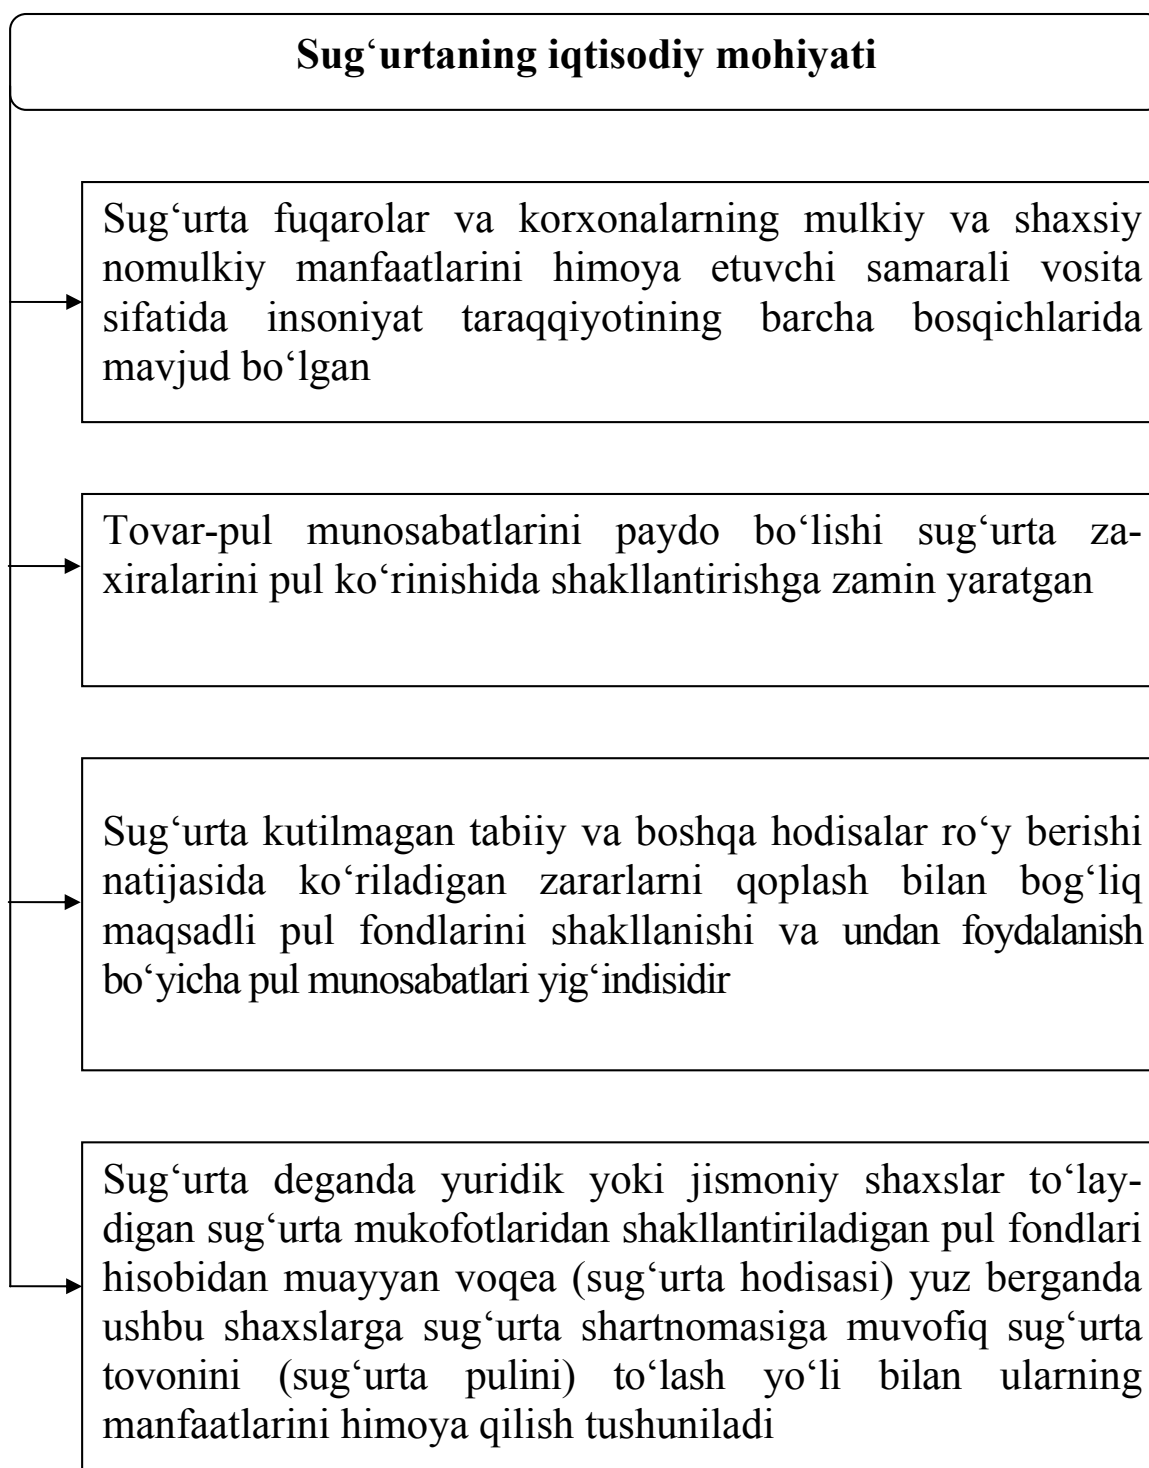 Sug‘urtaning iqtisodiy mohiyati
Sug‘urta fuqarolar va korxonalarning mulkiy va shaxsiy
nomulkiy manfaatlarini himoya etuvchi samarali vosita
sifatida insoniyat taraqqiyotining barcha bosqichlarida
mavjud bo‘lgan
Tovar-pul munosabatlarini paydo bo‘lishi sug‘urta za-
xiralarini pul ko‘rinishida shakllantirishga zamin yaratgan
Sug‘urta kutilmagan tabiiy va boshqa hodisalar ro‘y berishi
natijasida ko‘riladigan zararlarni qoplash bilan bog‘liq
maqsadli pul fondlarini shakllanishi va undan foydalanish
bo‘yicha pul munosabatlari yig‘indisidir
Sug‘urta deganda yuridik yoki jismoniy shaxslar to‘lay-
digan sug‘urta mukofotlaridan shakllantiriladigan pul fondlari
hisobidan muayyan voqea (sug‘urta hodisasi) yuz berganda
ushbu shaxslarga sug‘urta shartnomasiga muvofiq sug‘urta
tovonini (sug‘urta pulini) to‘lash yo‘li bilan ularning
manfaatlarini himoya qilish tushuniladi